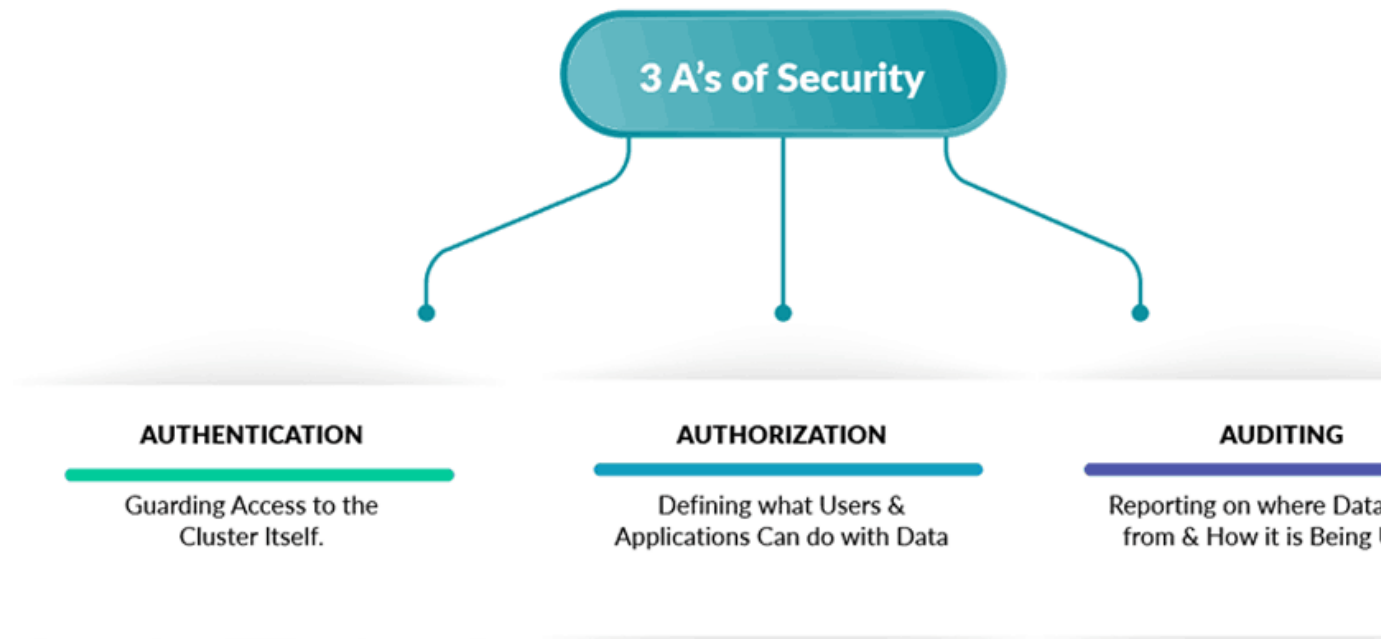 3 A's of Security
AUTHENTICATION
Guarding Access to the
Cluster Itself.
AUTHORIZATION
Defining what Users &
Applications Can do with Data
AUDITING
Reporting on where Data
from & How it is Being